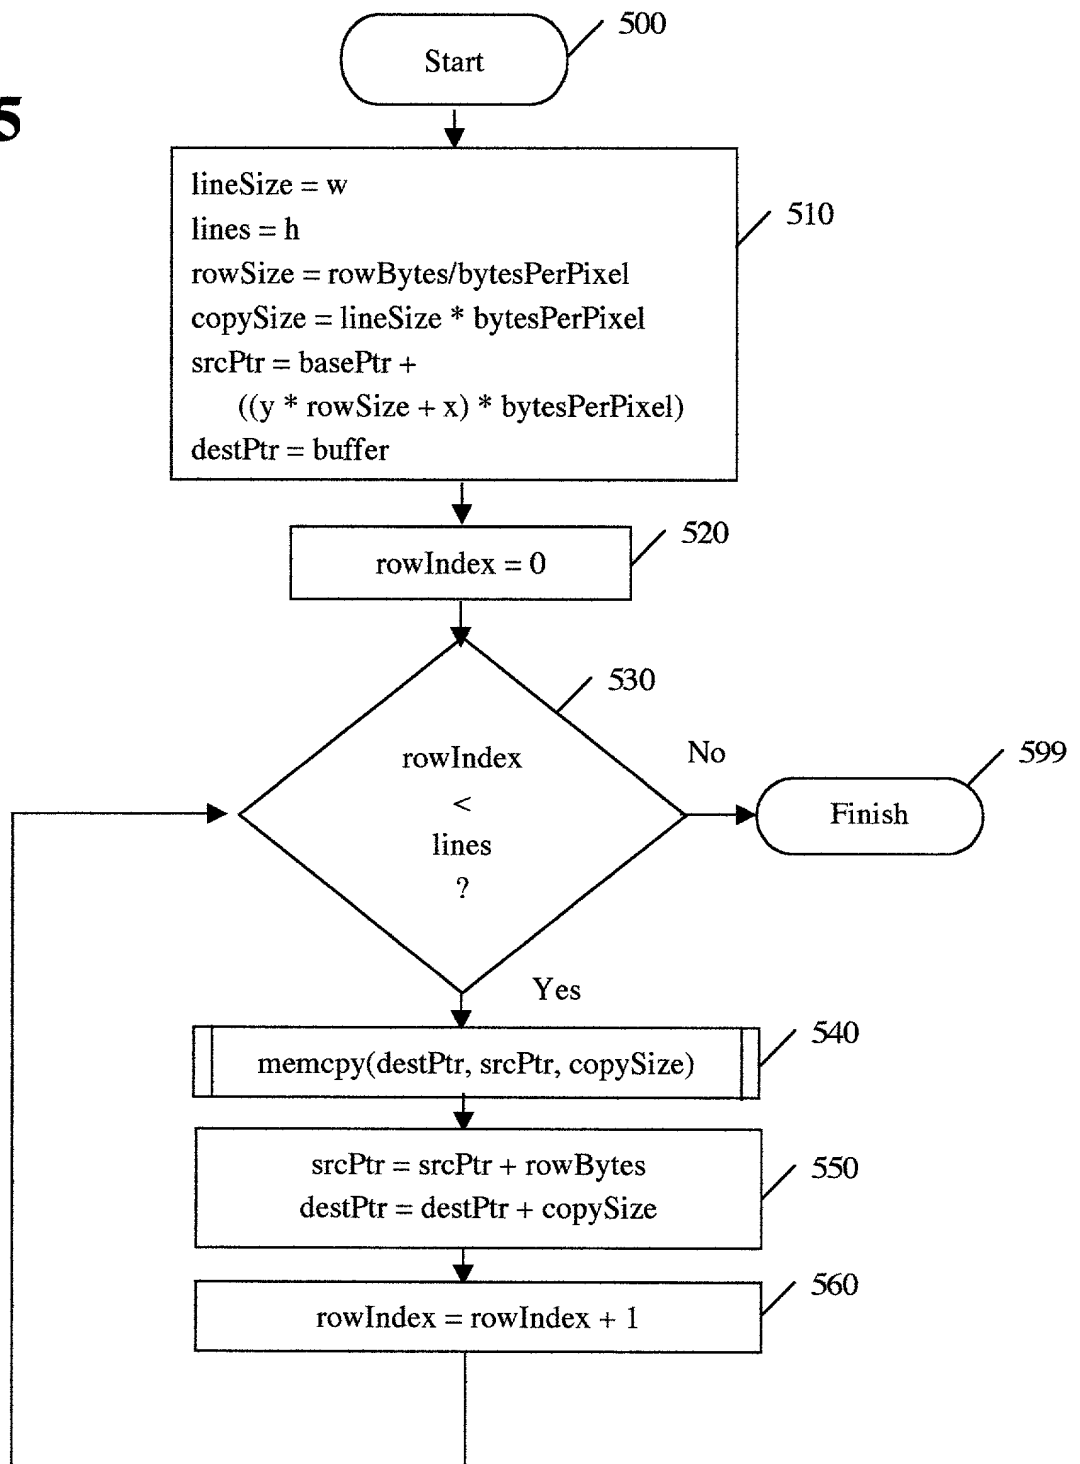 500
Start
5
lineSize = w
lines = h
510
rowSize = rowBytes/bytesPerPixel
copySize = lineSize * bytesPerPixel
srcPtr = basePtr +
((y * rowSize + x) * bytesPerPixel)
destPtr = buffer
520
rowIndex = 0
530
rowIndex
<
lines
?
No
599
Finish
Yes
540
memcpy(destPtr, srcPtr, copySize)
srcPtr = srcPtr + rowBytes
550
destPtr = destPtr + copySize
560
rowIndex = rowIndex + 1